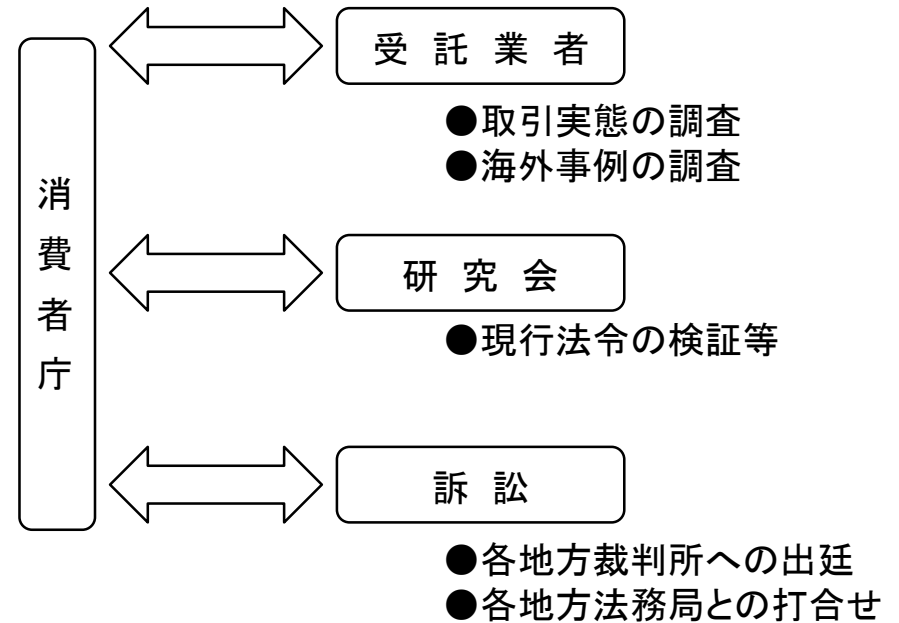 消費者庁
受託業者
●取引実態の調査
●海外事例の調査
研究会
●現行法令の検証等
訴訟
●各地方裁判所への出廷
●各地方法務局との打合せ